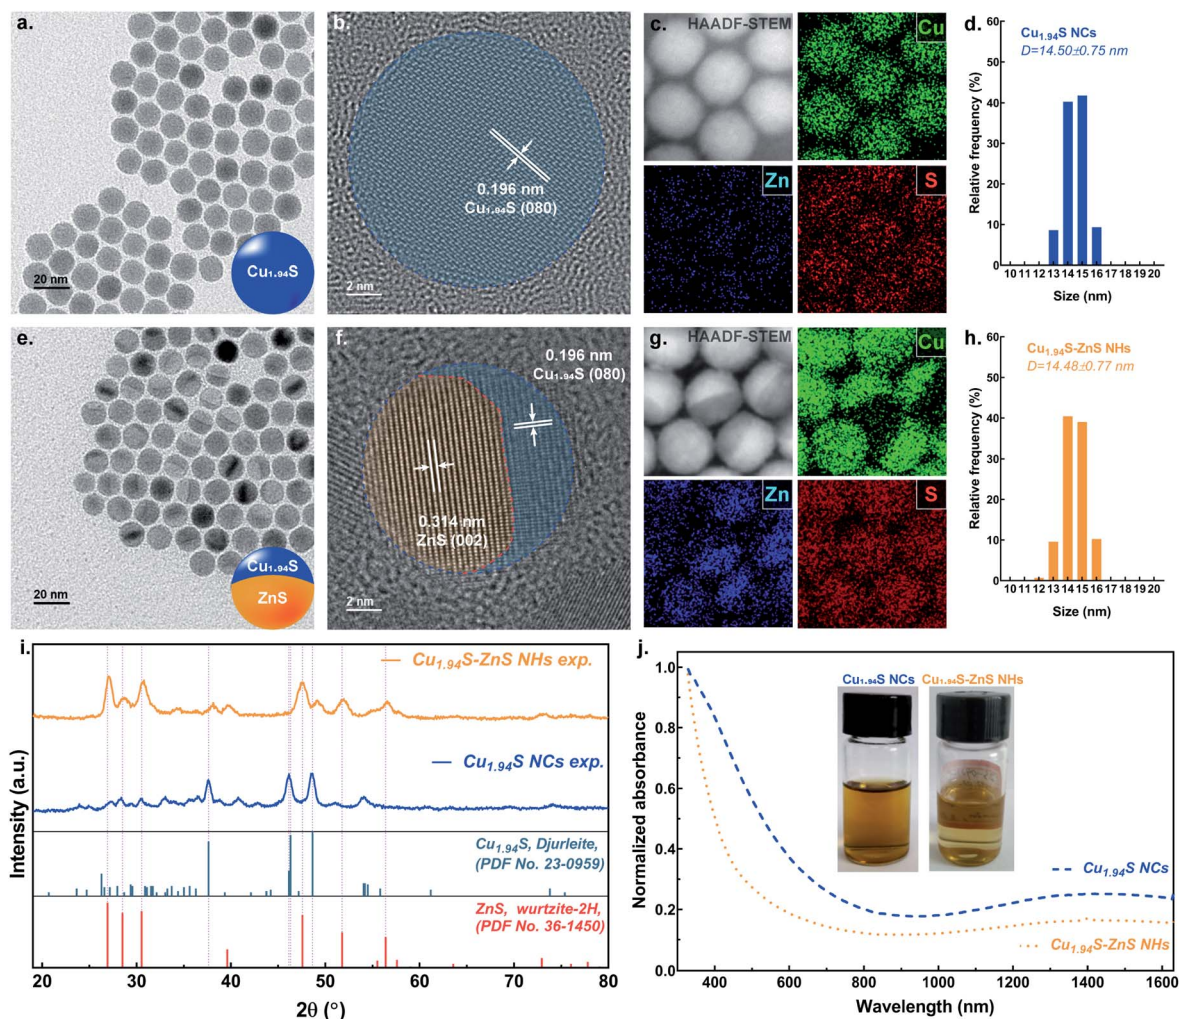 a.
20 nm
Cu₁.₉₄S
b.
0.196 nm
Cu₁.₉₄S (080)
2 nm
c.
HAADF-STEM
Cu
Zn
S
d.
Relative frequency (%)
60
50
40
30
20
10
0
Cu₁.₉₄S NCs
D=14.50±0.75 nm
10 11 12 13 14 15 16 17 18 19 20
Size (nm)
e.
20 nm
Cu₁.₉₄S
ZnS
f.
0.196 nm
Cu₁.₉₄S (080)
0.314 nm
ZnS (002)
2 nm
g.
HAADF-STEM
Cu
Zn
S
h.
Relative frequency (%)
60
50
40
30
20
10
0
Cu₁.₉₄S-ZnS NHs
D=14.48±0.77 nm
10 11 12 13 14 15 16 17 18 19 20
Size (nm)
i.
Intensity (a.u.)
Cu₁.₉₄S-ZnS NHs exp.
Cu₁.₉₄S NCs exp.
Cu₁.₉₄S, Djurleite,
(PDF No. 23-0959)
ZnS, wurtzite-2H,
(PDF No. 36-1450)
20 30 40 50 60 70 80
2θ (°)
j.
Normalized absorbance
1.0
0.8
0.6
0.4
0.2
0.0
Cu₁.₉₄S NCs Cu₁.₉₄S-ZnS NHs
Cu₁.₉₄S NCs
Cu₁.₉₄S-ZnS NHs
400 600 800 1000 1200 1400 1600
Wavelength (nm)